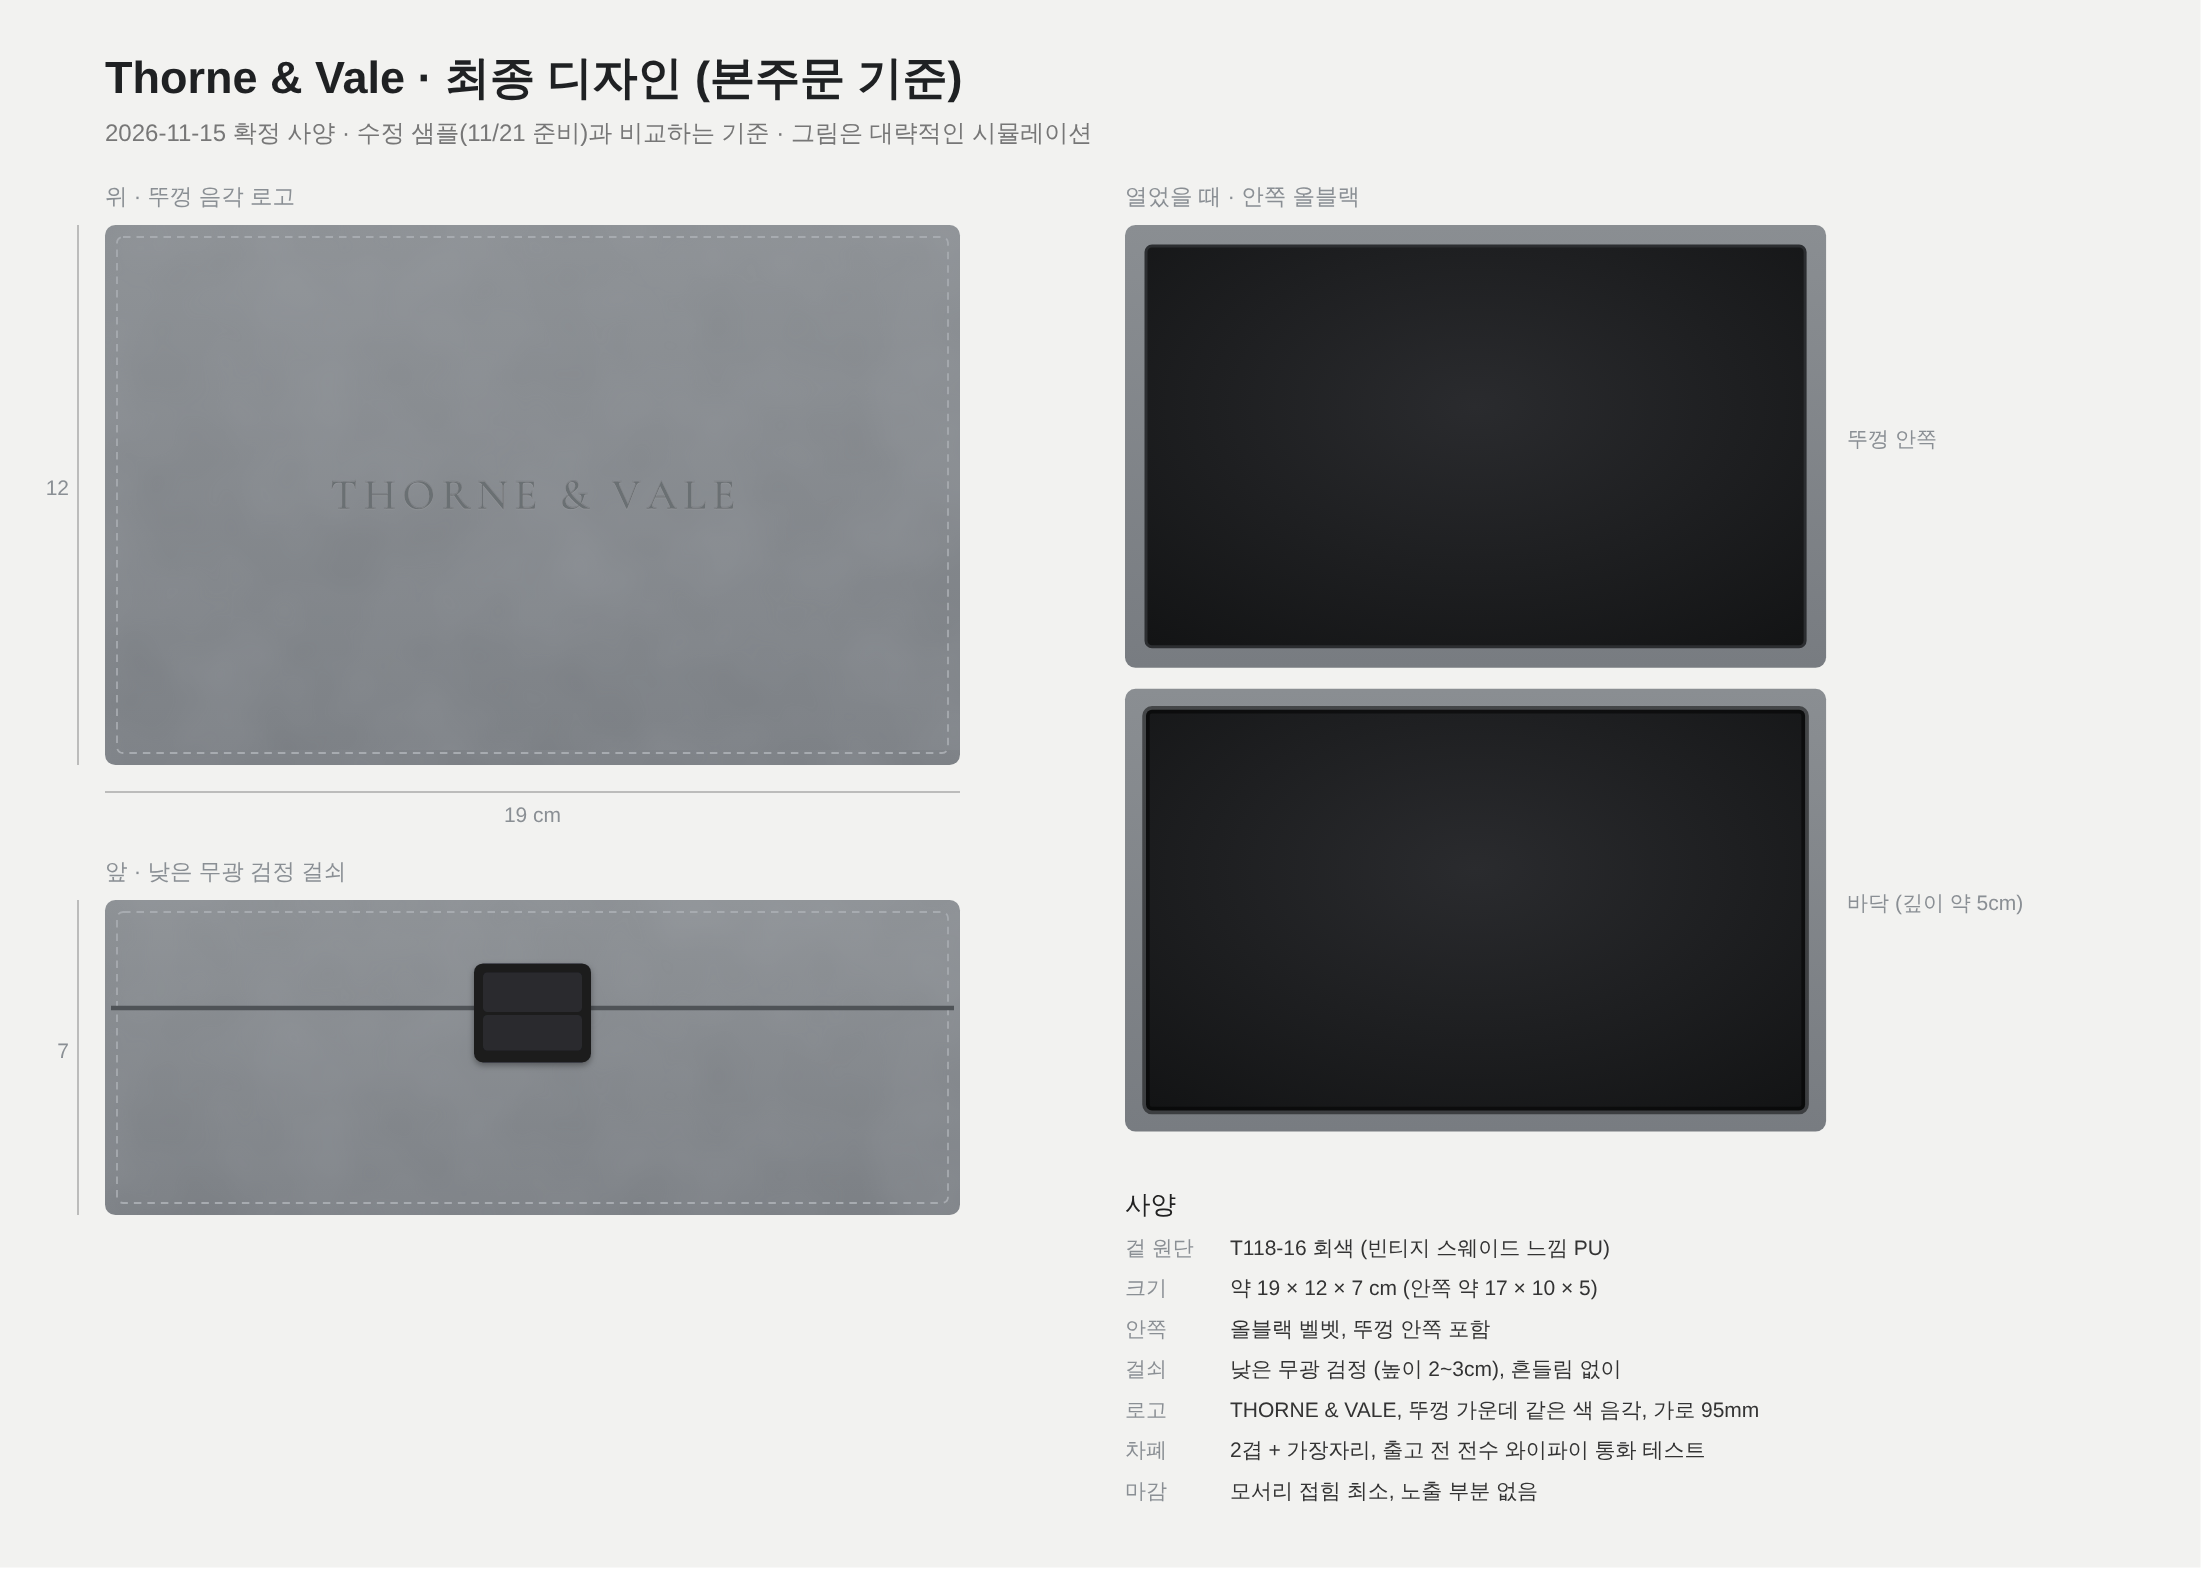 Thorne & Vale · 최종 디자인 (본주문 기준)
2026-11-15 확정 사양 · 수정 샘플(11/21 준비)과 비교하는 기준 · 그림은 대략적인 시뮬레이션
위 · 뚜껑 음각 로고
12
THORNE & VALE
19 cm
앞 · 낮은 무광 검정 걸쇠
7
열었을 때 · 안쪽 올블랙
뚜껑 안쪽
바닥 (깊이 약 5cm)
사양
겉 원단 T118-16 회색 (빈티지 스웨이드 느낌 PU)
크기 약 19 × 12 × 7 cm (안쪽 약 17 × 10 × 5)
안쪽 올블랙 벨벳, 뚜껑 안쪽 포함
걸쇠 낮은 무광 검정 (높이 2~3cm), 흔들림 없이
로고 THORNE & VALE, 뚜껑 가운데 같은 색 음각, 가로 95mm
차폐 2겹 + 가장자리, 출고 전 전수 와이파이 통화 테스트
마감 모서리 접힘 최소, 노출 부분 없음